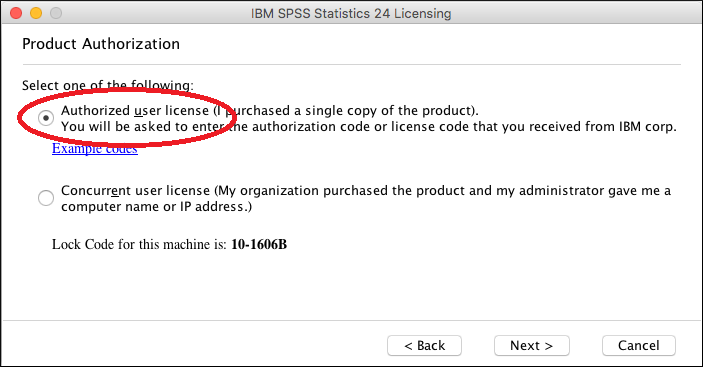 IBM SPSS Statistics 24 Licensing
Product Authorization
Select one of the following:
Authorized user license (I purchased a single copy of the product).
You will be asked to enter the authorization code or license code that you received from IBM corp.
Example codes
Concurrent user license (My organization purchased the product and my administrator gave me a
computer name or IP address.)
Lock Code for this machine is: 10-1606B
< Back
Next >
Cancel